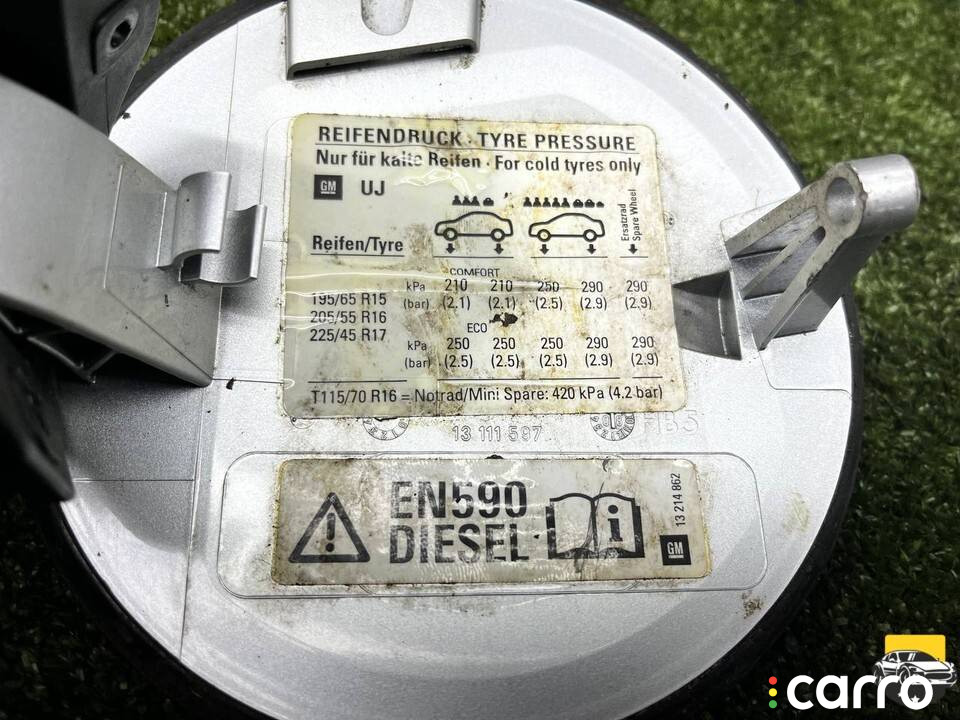 REIFENDRUCK · TYRE PRESSURE
Nur für kalte Reifen · For cold tyres only
GM UJ
Ersatzrad
Spare Wheel
Reifen/Tyre
COMFORT
kPa 210 210 250 290 290
195/65 R15 (bar) (2.1) (2.1) (2.5) (2.9) (2.9)
205/55 R16 ECO
225/45 R17 kPa 250 250 250 290 290
(bar) (2.5) (2.5) (2.5) (2.9) (2.9)
T115/70 R16 = Notrad/Mini Spare: 420 kPa (4.2 bar)
13 111 597
EN590
DIESEL
13 214 862
GM
carro